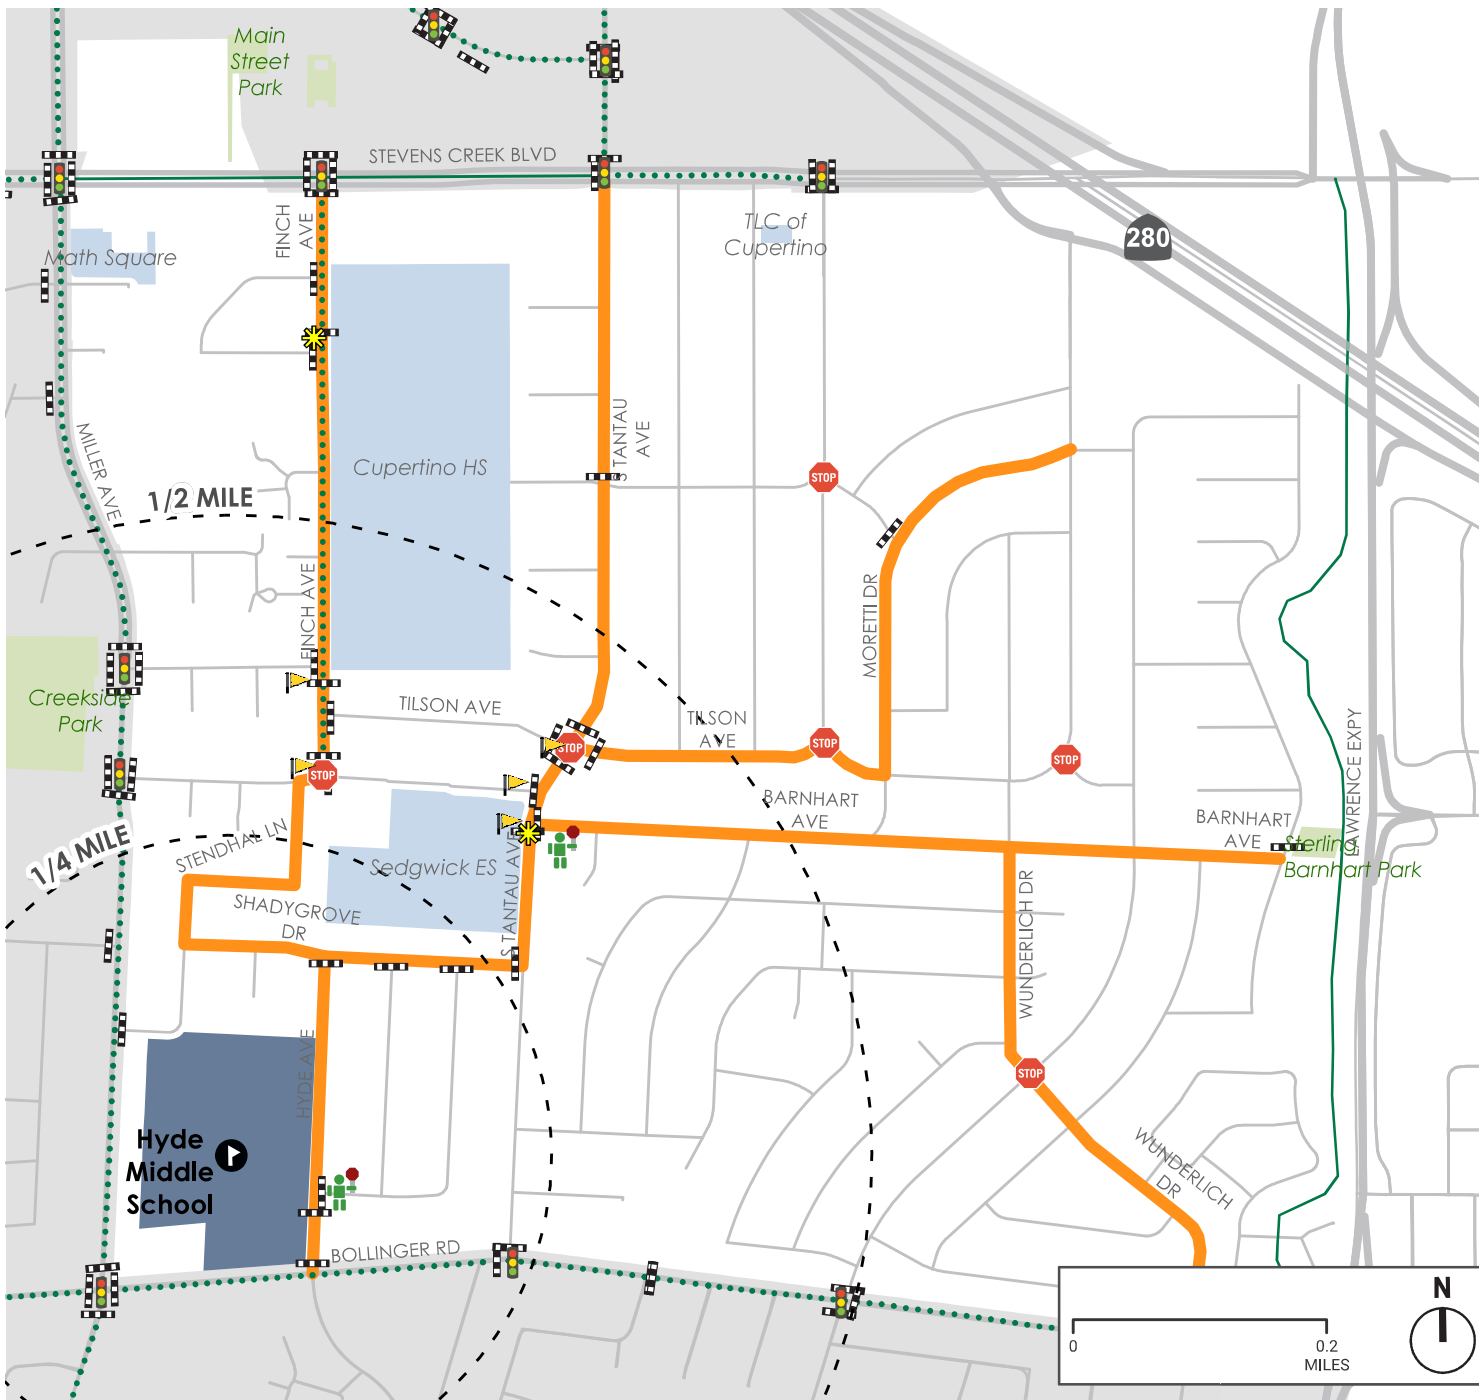 Main
Street
Park
STEVENS CREEK BLVD
FINCH
AVE
Math Square
TLC of
Cupertino
280
MILLER AVE
S TANTAU
AVE
Cupertino HS
1/2 MILE
FINCH AVE
MORETTI DR
Creekside
Park
TILSON AVE
TILSON
AVE
STOP
STOP
STOP
STOP
STOP
STOP
BARNHART
AVE
BARNHART
AVE
LAWRENCE EXPY
Sterling
Barnhart Park
1/4 MILE
STENDHAL LN
Sedgwick ES
S TANTAU AVE
SHADYGROVE
DR
WUNDERLICH DR
HYDE AVE
Hyde
Middle
School
WUNDERLICH
DR
BOLLINGER RD
N
0
0.2
MILES